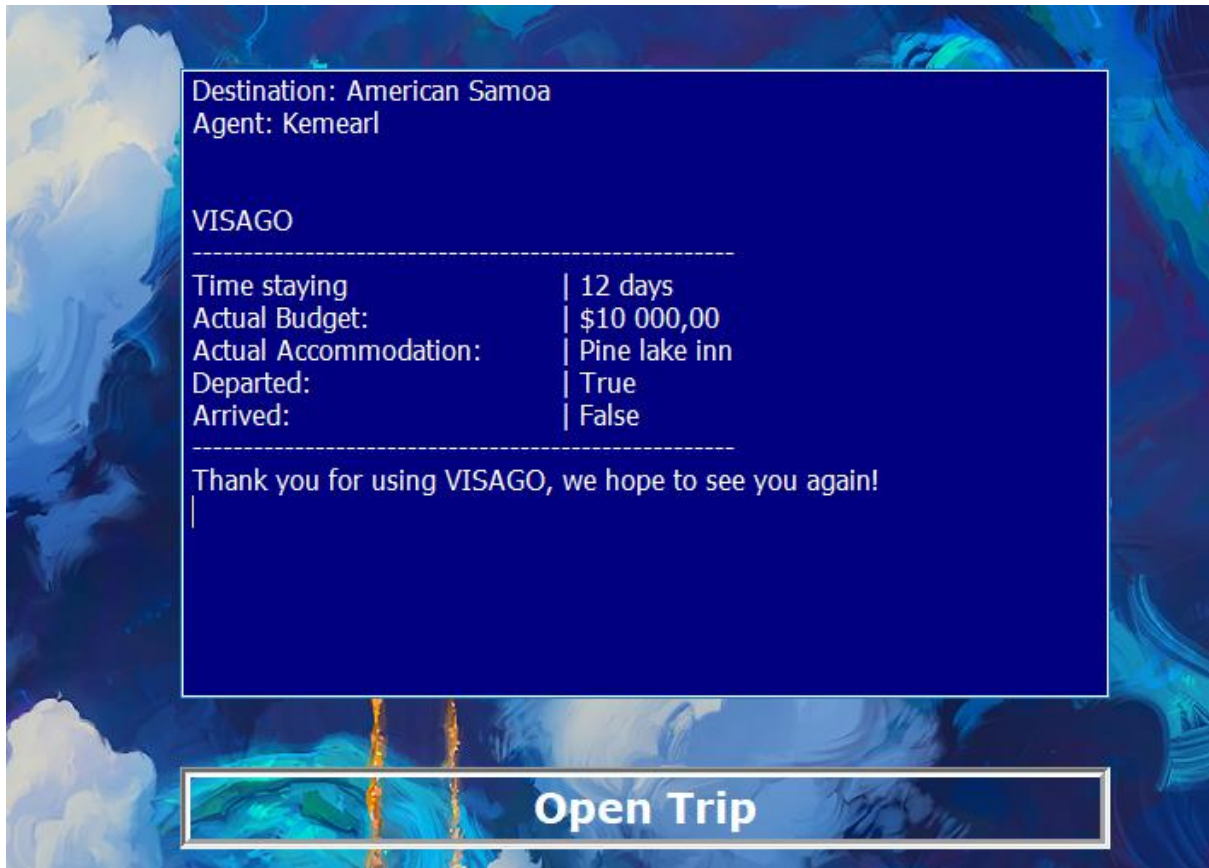 Destination: American Samoa
Agent: Kemearl
VISAGO
------------------------------------------------------
Time staying | 12 days
Actual Budget: | $10 000,00
Actual Accommodation: | Pine lake inn
Departed: | True
Arrived: | False
------------------------------------------------------
Thank you for using VISAGO, we hope to see you again!
Open Trip